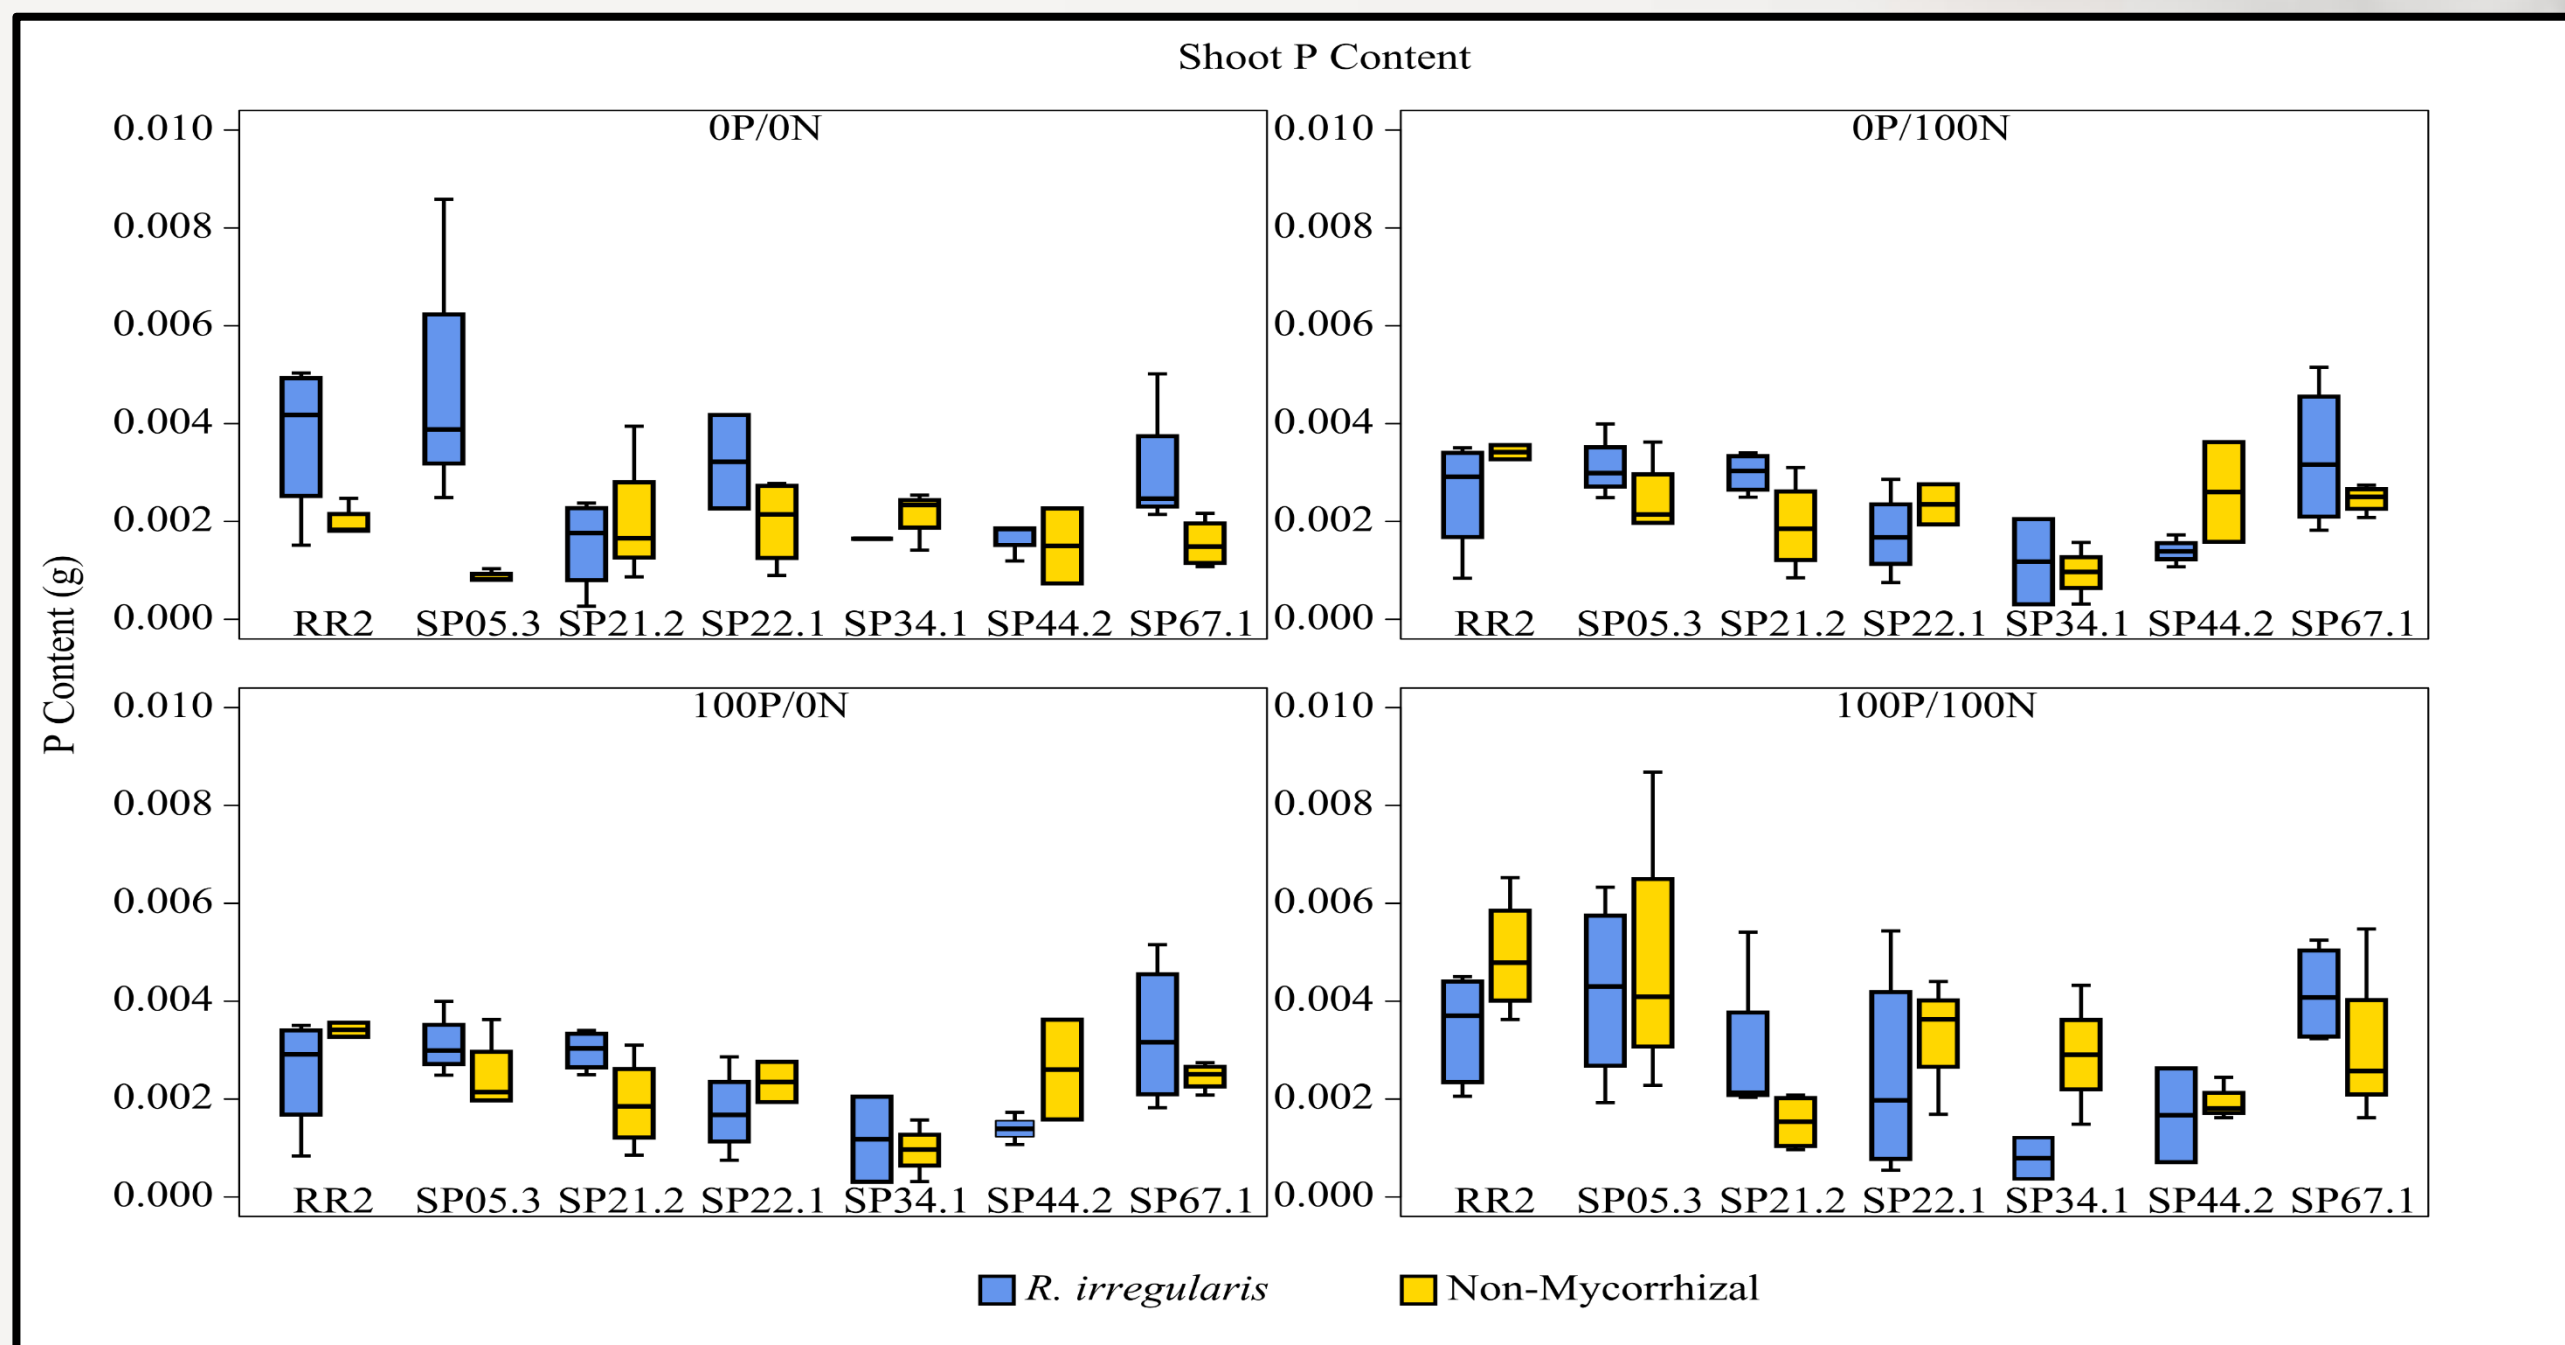 Shoot P Content
P Content (g)
0P/0N
0.010
0.008
0.006
0.004
0.002
0.000
RR2 SP05.3 SP21.2 SP22.1 SP34.1 SP44.2 SP67.1
0P/100N
0.010
0.008
0.006
0.004
0.002
0.000
RR2 SP05.3 SP21.2 SP22.1 SP34.1 SP44.2 SP67.1
100P/0N
0.010
0.008
0.006
0.004
0.002
0.000
RR2 SP05.3 SP21.2 SP22.1 SP34.1 SP44.2 SP67.1
100P/100N
0.010
0.008
0.006
0.004
0.002
0.000
RR2 SP05.3 SP21.2 SP22.1 SP34.1 SP44.2 SP67.1
R. irregularis Non-Mycorrhizal